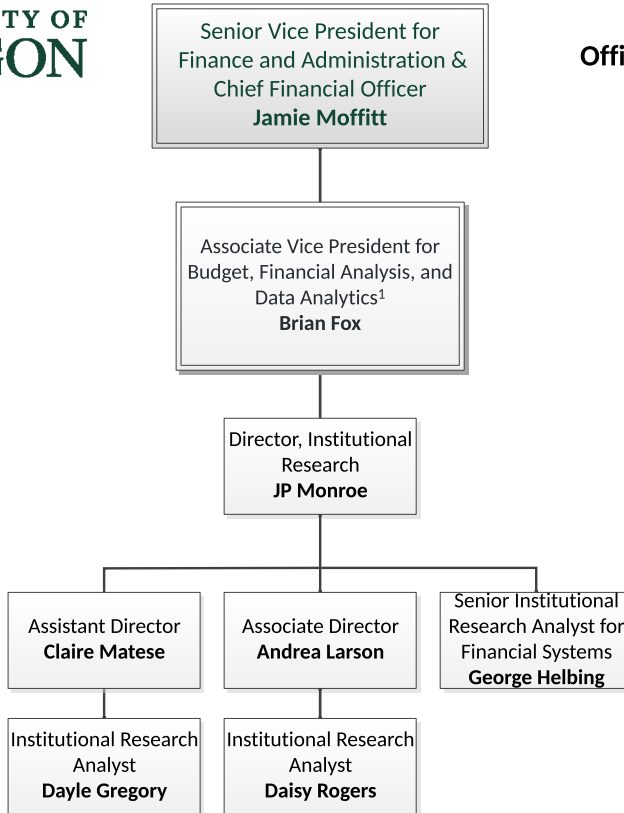 TY OF
GON
Offi
Senior Vice President for
Finance and Administration &
Chief Financial Officer
Jamie Moffitt
Associate Vice President for
Budget, Financial Analysis, and
Data Analytics¹
Brian Fox
Director, Institutional
Research
JP Monroe
Assistant Director
Claire Matese
Associate Director
Andrea Larson
Senior Institutional
Research Analyst for
Financial Systems
George Helbing
Institutional Research
Analyst
Dayle Gregory
Institutional Research
Analyst
Daisy Rogers